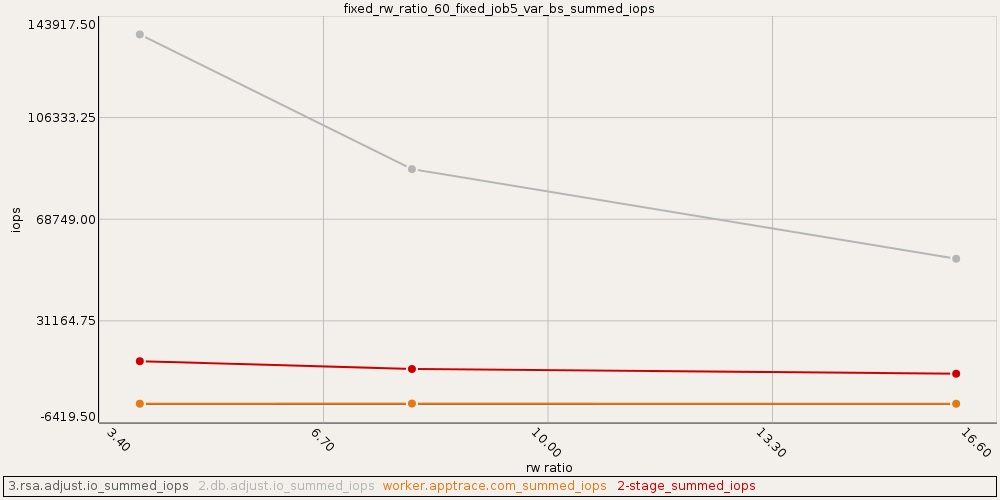 fixed_rw_ratio_60_fixed_job5_var_bs_summed_iops
143917.50
106333.25
68749.00
31164.75
-6419.50
iops
3.40 6.70 10.00 13.30 16.60
rw ratio
3.rsa.adjust.io_summed_iops 2.db.adjust.io_summed_iops worker.apptrace.com_summed_iops 2-stage_summed_iops